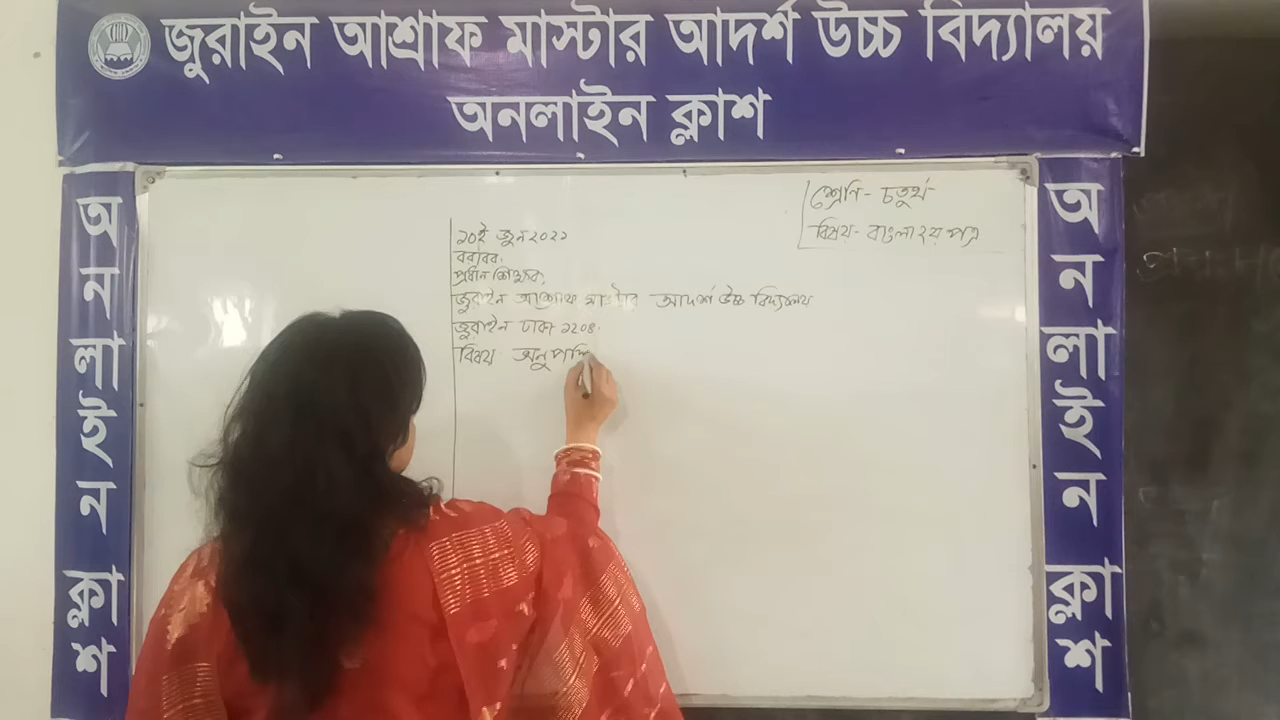 জুরাইন আশ্রাফ মাস্টার আদর্শ উচ্চ বিদ্যালয়
অনলাইন ক্লাশ
শ্রেণি- চতুর্থ
বিষয়- বাংলা ২য় পত্র
১০ই জুন ২০২১
বরাবর,
প্রধান শিক্ষক,
জুরাইন আশ্রাফ মাস্টার আদর্শ উচ্চ বিদ্যালয়
জুরাইন ঢাকা ১২০৪.
বিষয় অনুপস্থি
অনলাইন ক্লাশ
অনলাইন ক্লাশ